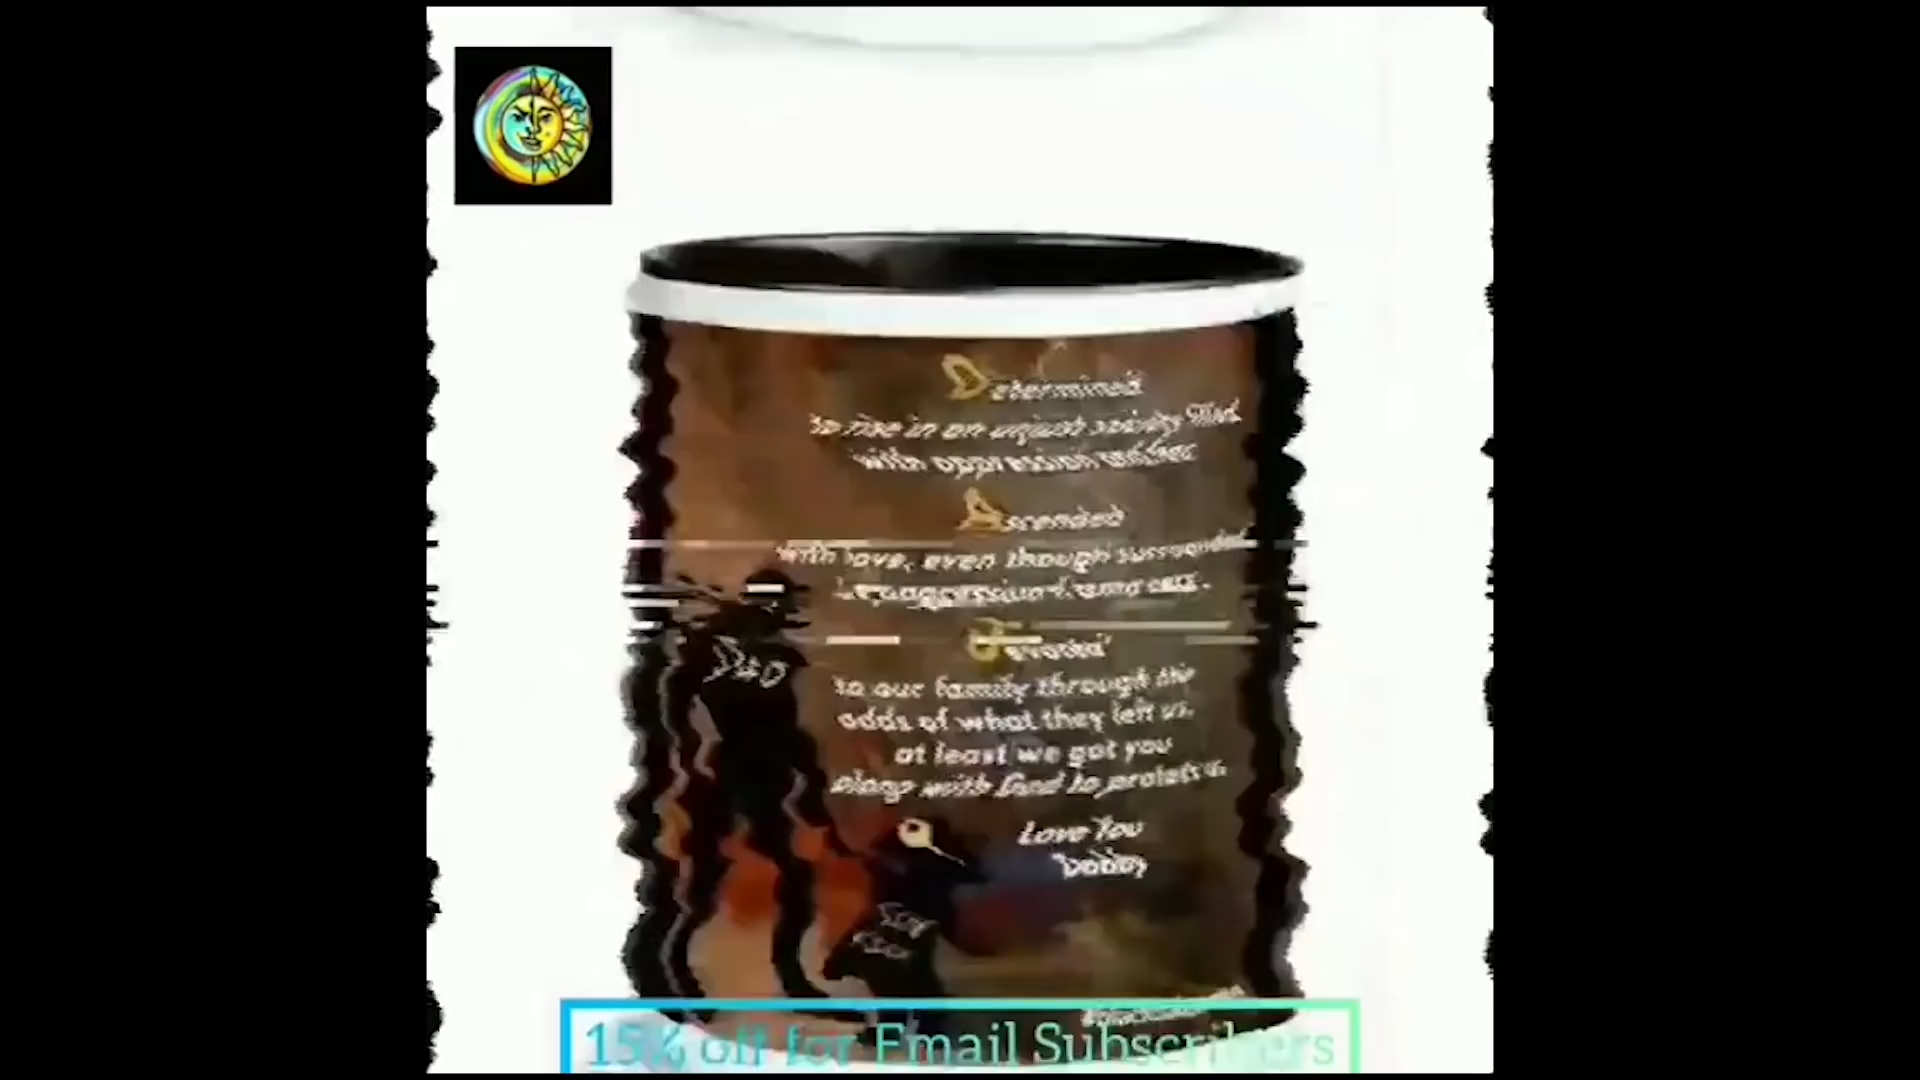 Determined
to rise in an unjust society filled
with oppression and
Ascended
with love, even though surrounded
aggression
Devoted
to our family through the
odds of what they left us.
at least we got you
along with God to protect us
DAD
Love You
Daddy
15% off for Email Subscribers